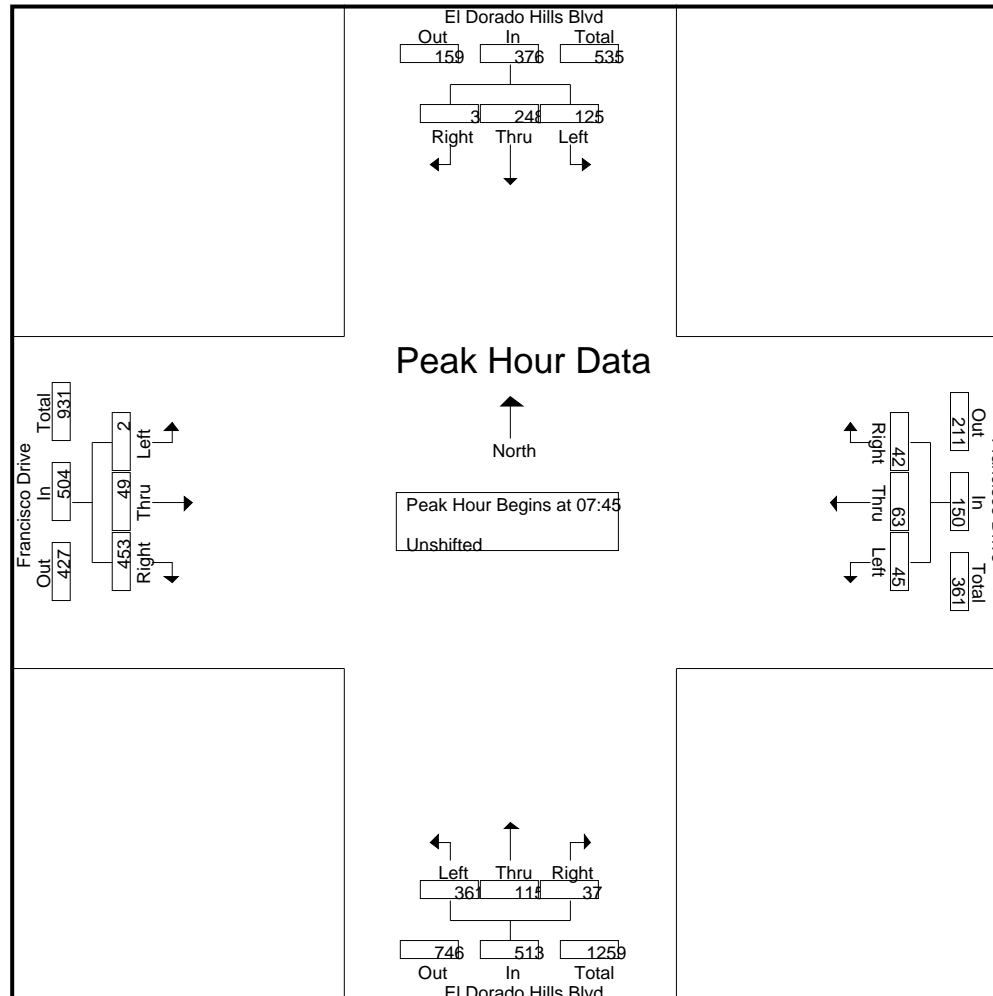 El Dorado Hills Blvd
Out In Total
159 376 535
3 248 125
Right Thru Left
Peak Hour Data
North
Peak Hour Begins at 07:45
Unshifted
Francisco Drive
Total In Out
931 504 427
2 49 453
Left Thru Right
Right Thru Left
42 63 45
211 150 361
Out In Total
Left Thru Right
361 115 37
746 513 1259
Out In Total
El Dorado Hills Blvd